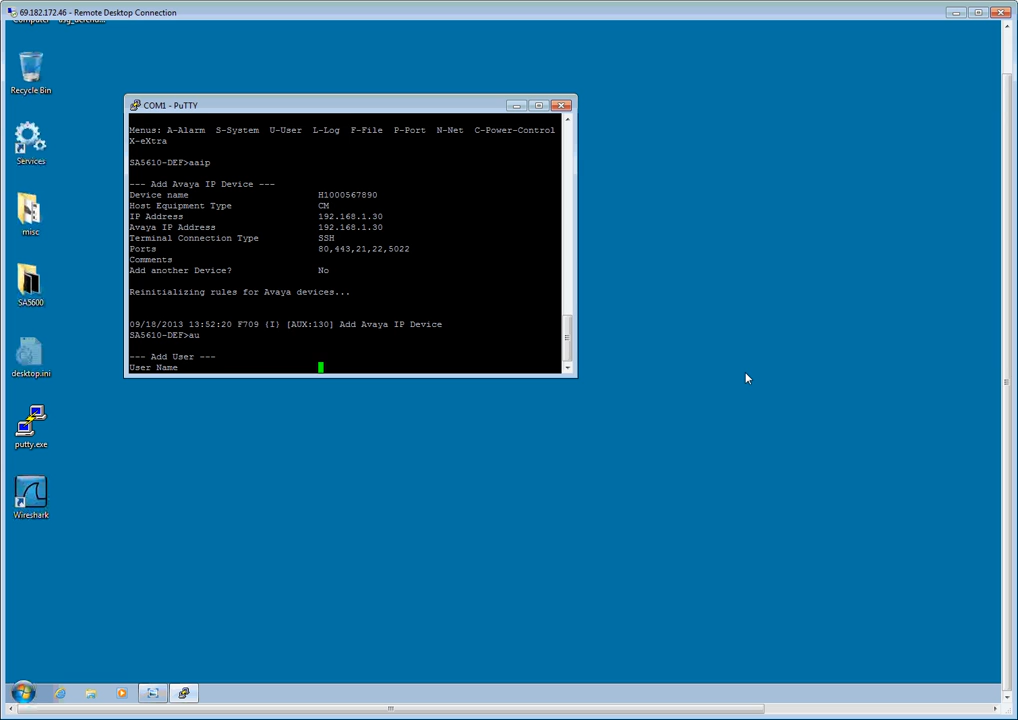 69.182.172.46 - Remote Desktop Connection
Computer
Recycle Bin
Services
misc
SA5600
desktop.ini
putty.exe
Wireshark
COM1 - PuTTY
Menus: A-Alarm S-System U-User L-Log F-File P-Port N-Net C-Power-Control
X-eXtra
SA5610-DEF>aaip
--- Add Avaya IP Device ---
Device name H1000567890
Host Equipment Type CM
IP Address 192.168.1.30
Avaya IP Address 192.168.1.30
Terminal Connection Type SSH
Ports 80,443,21,22,5022
Comments
Add another Device? No
Reinitializing rules for Avaya devices...
09/18/2013 13:52:20 F709 {I} [AUX:130] Add Avaya IP Device
SA5610-DEF>au
--- Add User ---
User Name